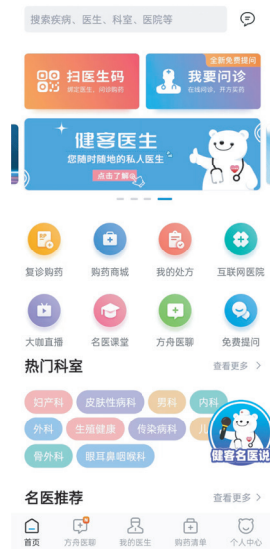 搜索疾病、医生、科室、医院等
扫医生码
绑定医生，问诊购药
全新免费提问
我要问诊
在线问诊，开方买药
健客医生
您随时随地的私人医生
点击了解
复诊购药 购药商城 我的处方 互联网医院
大咖直播 名医课堂 方舟医聊 免费提问
热门科室 查看更多
妇产科 皮肤性病科 男科 内科
外科 生殖健康 传染病科 儿
骨外科 眼耳鼻咽喉科
健客名医说
名医推荐 查看更多
首页 方舟医聊 我的医生 购药清单 个人中心